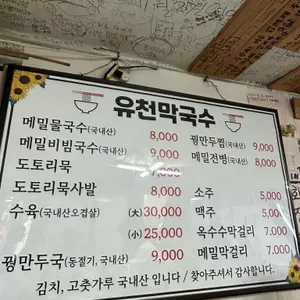 유천막국수
메밀물국수(국내산) 8,000
메밀비빔국수(국내산) 9,000
도토리묵 8,000
도토리묵사발 8,000
수육(국내산오겹살) (大)30,000
(小)25,000
꿩만두국(동절기, 국내산) 9,000
꿩만두찜(국내산) 9,000
메밀전병(국내산) 8,000
소주 5,000
맥주 5,000
옥수수막걸리 7,000
메밀막걸리 7,000
김치, 고춧가루 국내산 입니다 / 찾아주셔서 감사합니다.